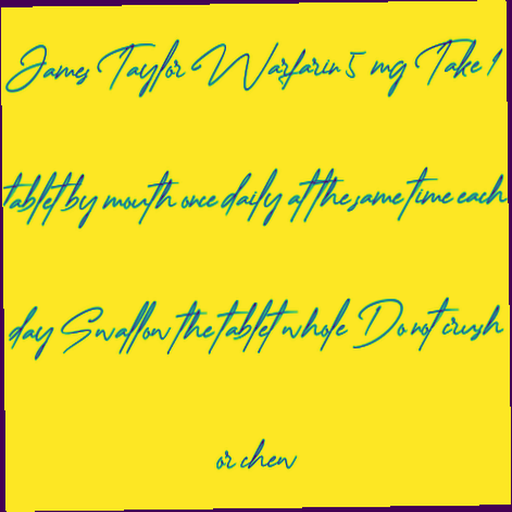 James Taylor Warfarin 5 mg Take 1
tablet by mouth once daily at the same time each
day Swallow the tablet whole Do not crush
or chew